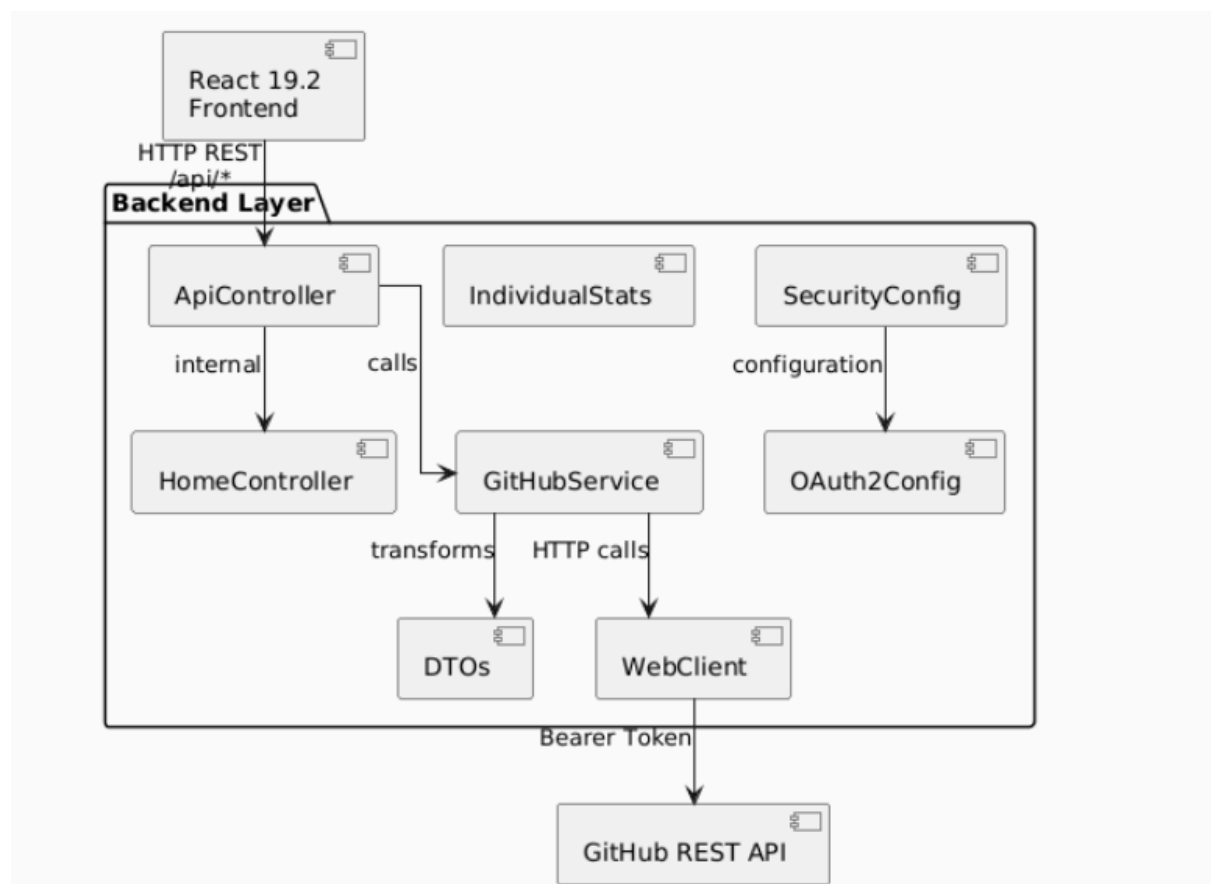 React 19.2
Frontend
HTTP REST
/api/*
Backend Layer
ApiController
IndividualStats
SecurityConfig
internal
calls
configuration
HomeController
GitHubService
OAuth2Config
transforms
HTTP calls
DTOs
WebClient
Bearer Token
GitHub REST API